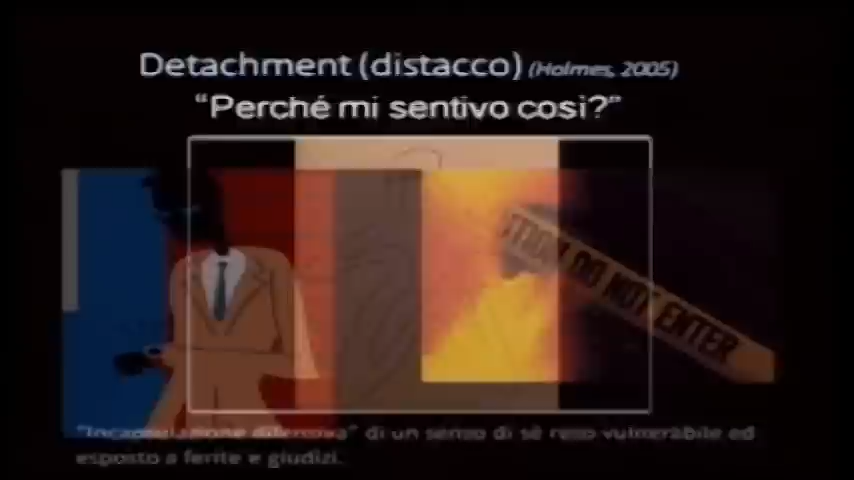 Detachment (distacco) (Holmes, 2005)
“Perché mi sentivo così?”
DO NOT ENTER
“Incapsulazione difensiva” di un senso di sé reso vulnerabile ed
esposto a ferite e giudizi.